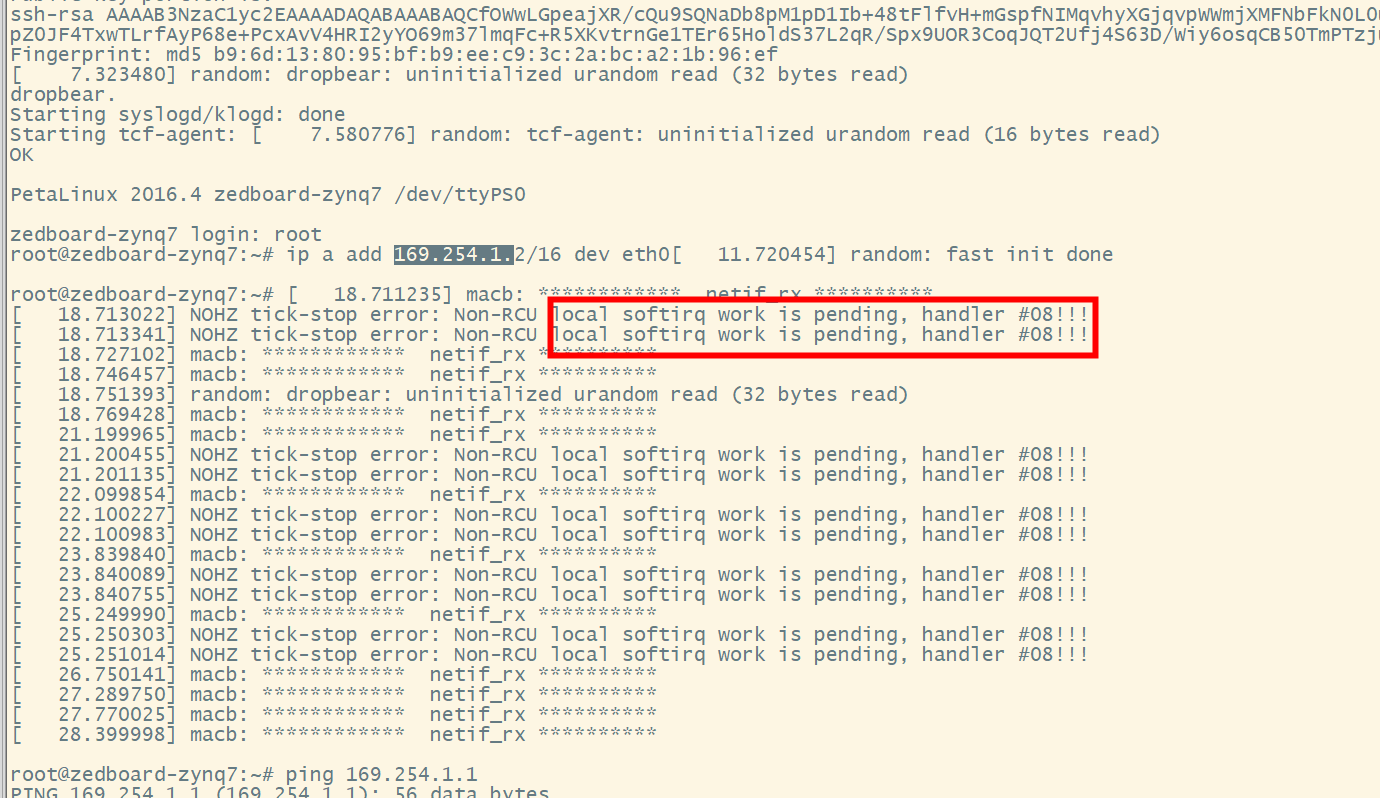 ssh-rsa AAAAB3NzaC1yc2EAAAADAQABAAABAQCfOWwLGpeajXR/cQu9SQNaDb8pM1pD1Ib+48tFlfvH+mGspfNIMqvhyXGjqvpWWmjXMFNbFkN0L0
pZ0JF4TxwTLrfAyP68e+PcxAvV4HRI2yYO69m37lmqFc+R5XKvtrnGe1TEr65HoldS37L2qR/Spx9UOR3CoqJQT2Ufj4S63D/Wiy6osqCB5OTmPTzj
Fingerprint: md5 b9:6d:13:80:95:bf:b9:ee:c9:3c:2a:bc:a2:1b:96:ef
[    7.323480] random: dropbear: uninitialized urandom read (32 bytes read)
dropbear.
Starting syslogd/klogd: done
Starting tcf-agent: [    7.580776] random: tcf-agent: uninitialized urandom read (16 bytes read)
OK
PetaLinux 2016.4 zedboard-zynq7 /dev/ttyPS0
zedboard-zynq7 login: root
root@zedboard-zynq7:~# ip a add 169.254.1.2/16 dev eth0[   11.720454] random: fast init done
root@zedboard-zynq7:~# [   18.711235] macb: ************  netif_rx **********
[   18.713022] NOHZ tick-stop error: Non-RCU local softirq work is pending, handler #08!!!
[   18.713341] NOHZ tick-stop error: Non-RCU local softirq work is pending, handler #08!!!
[   18.727102] macb: ************  netif_rx **********
[   18.746457] macb: ************  netif_rx **********
[   18.751393] random: dropbear: uninitialized urandom read (32 bytes read)
[   18.769428] macb: ************  netif_rx **********
[   21.199965] macb: ************  netif_rx **********
[   21.200455] NOHZ tick-stop error: Non-RCU local softirq work is pending, handler #08!!!
[   21.201135] NOHZ tick-stop error: Non-RCU local softirq work is pending, handler #08!!!
[   22.099854] macb: ************  netif_rx **********
[   22.100227] NOHZ tick-stop error: Non-RCU local softirq work is pending, handler #08!!!
[   22.100983] NOHZ tick-stop error: Non-RCU local softirq work is pending, handler #08!!!
[   23.839840] macb: ************  netif_rx **********
[   23.840089] NOHZ tick-stop error: Non-RCU local softirq work is pending, handler #08!!!
[   23.840755] NOHZ tick-stop error: Non-RCU local softirq work is pending, handler #08!!!
[   25.249990] macb: ************  netif_rx **********
[   25.250303] NOHZ tick-stop error: Non-RCU local softirq work is pending, handler #08!!!
[   25.251014] NOHZ tick-stop error: Non-RCU local softirq work is pending, handler #08!!!
[   26.750141] macb: ************  netif_rx **********
[   27.289750] macb: ************  netif_rx **********
[   27.770025] macb: ************  netif_rx **********
[   28.399998] macb: ************  netif_rx **********
root@zedboard-zynq7:~# ping 169.254.1.1
PING 169.254.1.1 (169.254.1.1): 56 data bytes